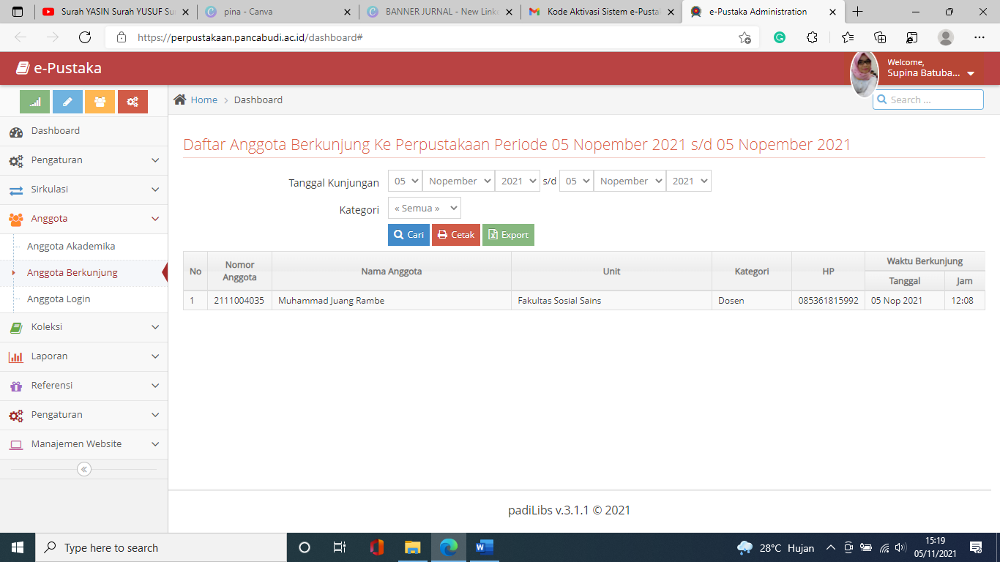 Surah YASIN Surah YUSUF Su
pina - Canva
BANNER JURNAL - New Linke
Kode Aktivasi Sistem e-Pustak
e-Pustaka Administration
https://perpustakaan.pancabudi.ac.id/dashboard#
e-Pustaka
Welcome,
Supina Batuba...
Home > Dashboard
Search ...
Dashboard
Pengaturan
Sirkulasi
Anggota
Anggota Akademika
Anggota Berkunjung
Anggota Login
Koleksi
Laporan
Referensi
Pengaturan
Manajemen Website
Daftar Anggota Berkunjung Ke Perpustakaan Periode 05 Nopember 2021 s/d 05 Nopember 2021
Tanggal Kunjungan 05 Nopember 2021 s/d 05 Nopember 2021
Kategori « Semua »
Cari Cetak Export
No Nomor Anggota Nama Anggota Unit Kategori HP Waktu Berkunjung
Tanggal Jam
1 2111004035 Muhammad Juang Rambe Fakultas Sosial Sains Dosen 085361815992 05 Nop 2021 12:08
padiLibs v.3.1.1 © 2021
Type here to search
28°C Hujan
15:19
05/11/2021